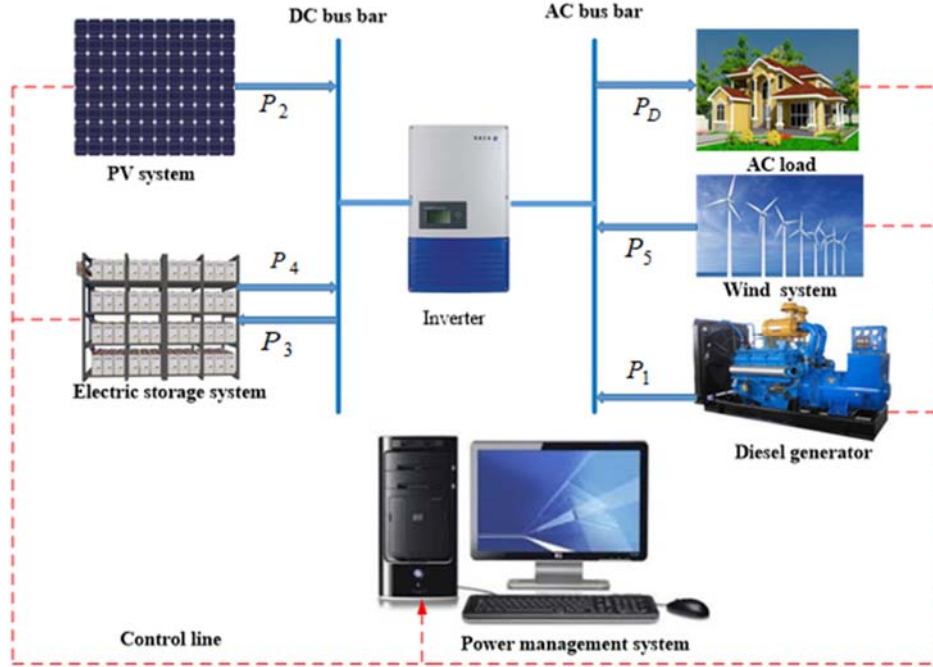 DC bus bar
AC bus bar
P2
PD
PV system
AC load
P4
P5
Wind system
P3
Inverter
Electric storage system
P1
Diesel generator
Control line
Power management system